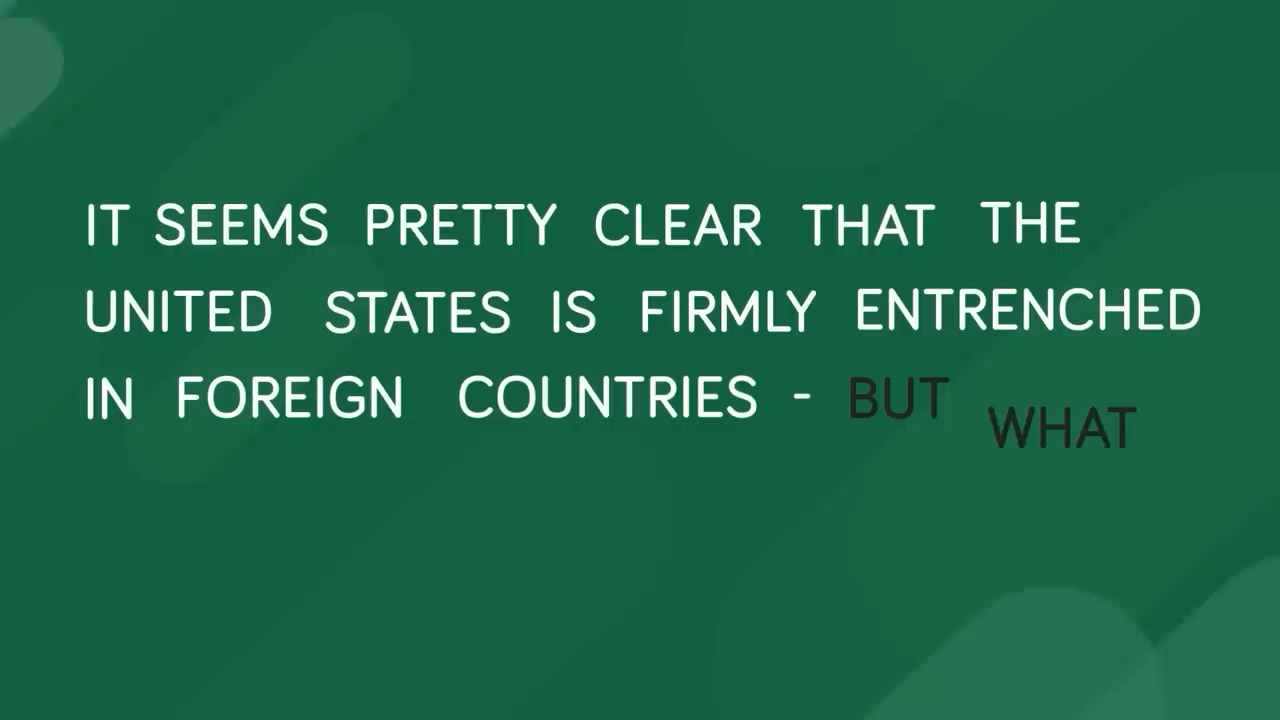 IT SEEMS PRETTY CLEAR THAT THE
UNITED STATES IS FIRMLY ENTRENCHED
IN FOREIGN COUNTRIES - BUT WHAT